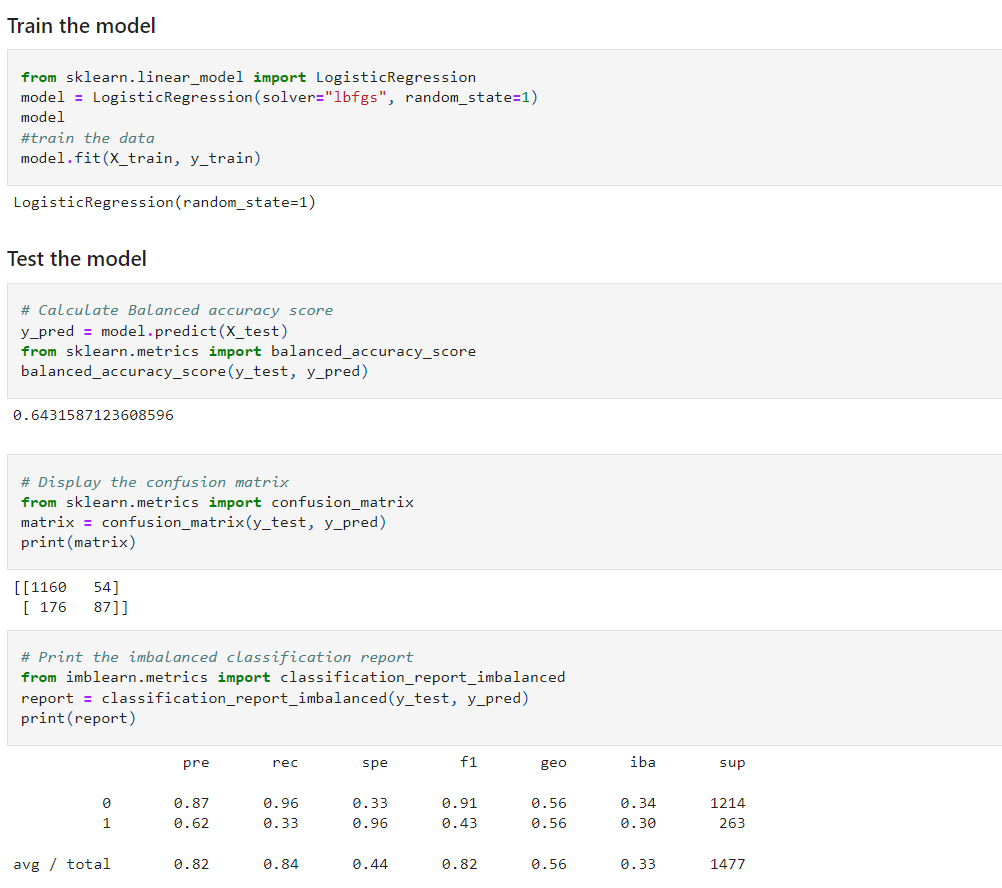 Train the model
from sklearn.linear_model import LogisticRegression
model = LogisticRegression(solver="lbfgs", random_state=1)
model
#train the data
model.fit(X_train, y_train)
LogisticRegression(random_state=1)
Test the model
# Calculate Balanced accuracy score
y_pred = model.predict(X_test)
from sklearn.metrics import balanced_accuracy_score
balanced_accuracy_score(y_test, y_pred)
0.6431587123608596
# Display the confusion matrix
from sklearn.metrics import confusion_matrix
matrix = confusion_matrix(y_test, y_pred)
print(matrix)
[[1160   54]
 [ 176   87]]
# Print the imbalanced classification report
from imblearn.metrics import classification_report_imbalanced
report = classification_report_imbalanced(y_test, y_pred)
print(report)
                   pre       rec       spe        f1       geo       iba       sup
          0       0.87      0.96      0.33      0.91      0.56      0.34      1214
          1       0.62      0.33      0.96      0.43      0.56      0.30       263
avg / total       0.82      0.84      0.44      0.82      0.56      0.33      1477